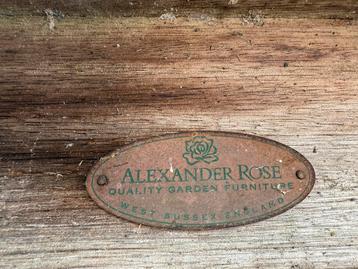 ALEXANDER ROSE
QUALITY GARDEN FURNITURE
WEST SUSSEX ENGLAND